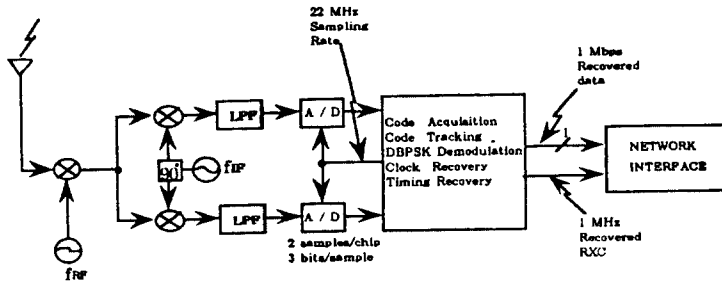 22 MHz
Sampling
Rate
1 Mbps
Recovered
data
LPF
A / D
Code Acquisition
Code Tracking
DBPSK Demodulation
Clock Recovery
Timing Recovery
1
NETWORK
INTERFACE
90°
fIF
LPF
A / D
2 samples/chip
3 bits/sample
1 MHz
Recovered
RXC
fRF